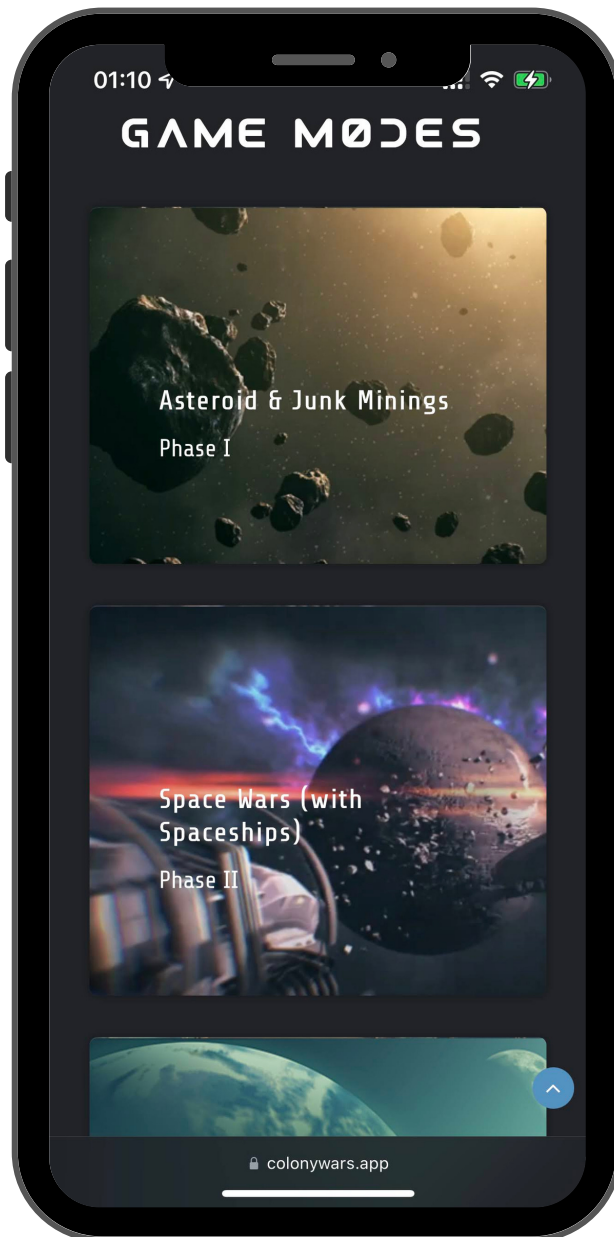 01:10
GAME MODES
Asteroid & Junk Minings
Phase I
Space Wars (with
Spaceships)
Phase II
colonywars.app